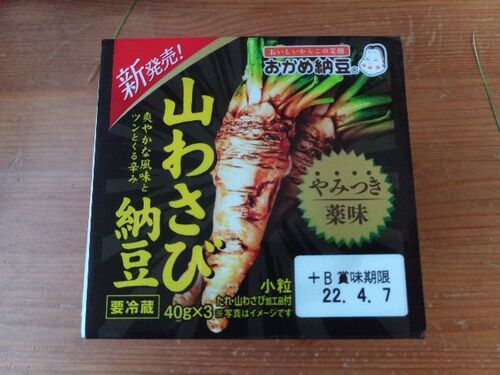 新発売!
おいしいからこの笑顔
おかめ納豆®
山わさび
納豆
爽やかな風味と
ツンとくる辛み
やみつき
薬味
小粒
たれ・山わさび加工品付
40g×3
※写真はイメージです
要冷蔵
+B 賞味期限
22. 4. 7